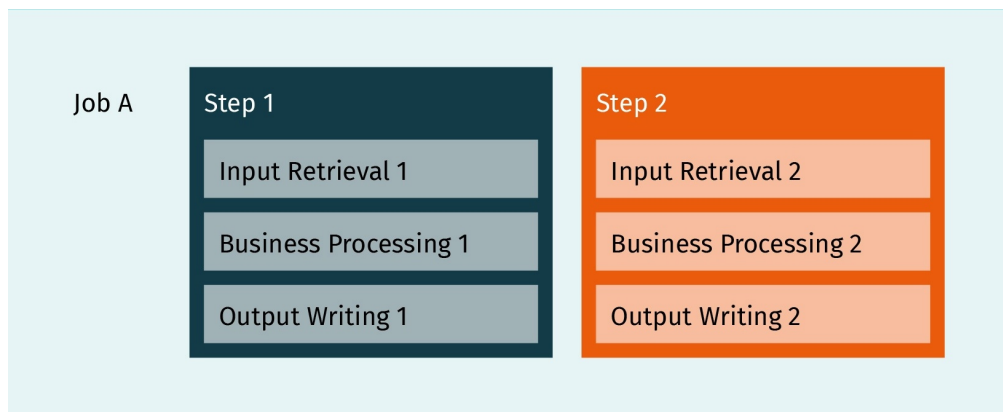 Job A
Step 1
Input Retrieval 1
Business Processing 1
Output Writing 1
Step 2
Input Retrieval 2
Business Processing 2
Output Writing 2